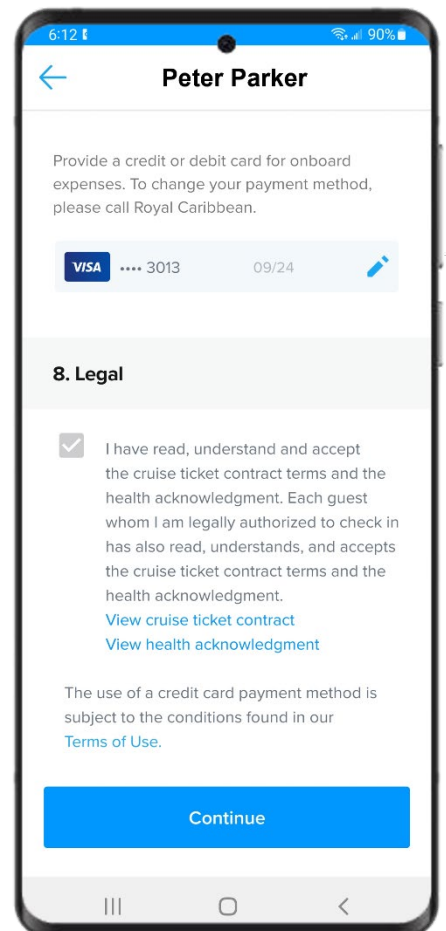 6:12 90%
Peter Parker
Provide a credit or debit card for onboard
expenses. To change your payment method,
please call Royal Caribbean.
VISA •••• 3013 09/24
8. Legal
I have read, understand and accept
the cruise ticket contract terms and the
health acknowledgment. Each guest
whom I am legally authorized to check in
has also read, understands, and accepts
the cruise ticket contract terms and the
health acknowledgment.
View cruise ticket contract
View health acknowledgment
The use of a credit card payment method is
subject to the conditions found in our
Terms of Use.
Continue